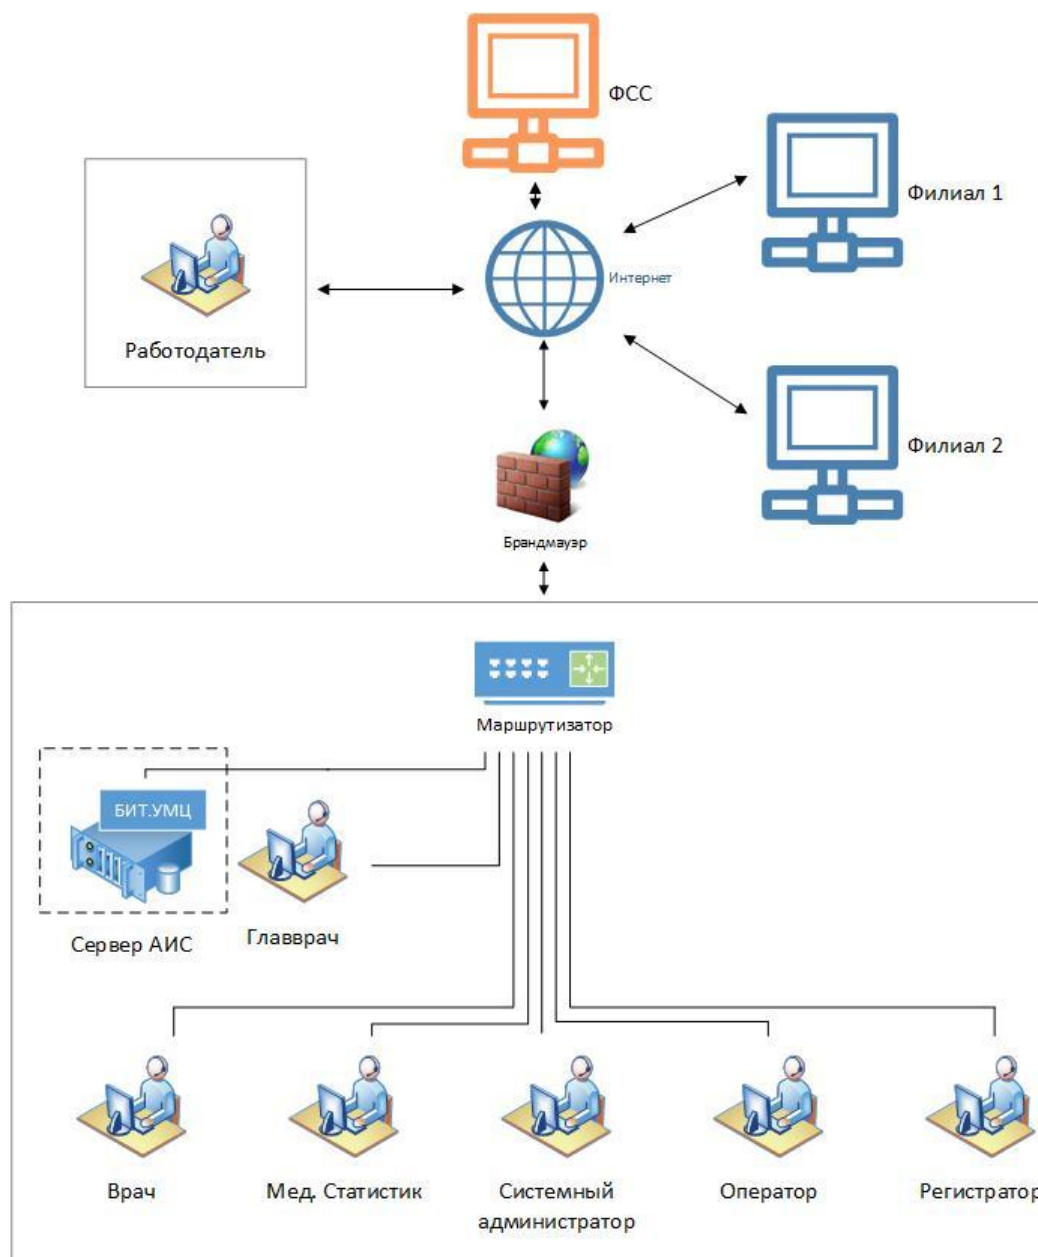 ФСС
Филиал 1
Интернет
Работодатель
Филиал 2
Брандмауэр
Маршрутизатор
БИТ.УМЦ
Сервер АИС
Главврач
Врач
Мед. Статистик
Системный
администратор
Оператор
Регистратор